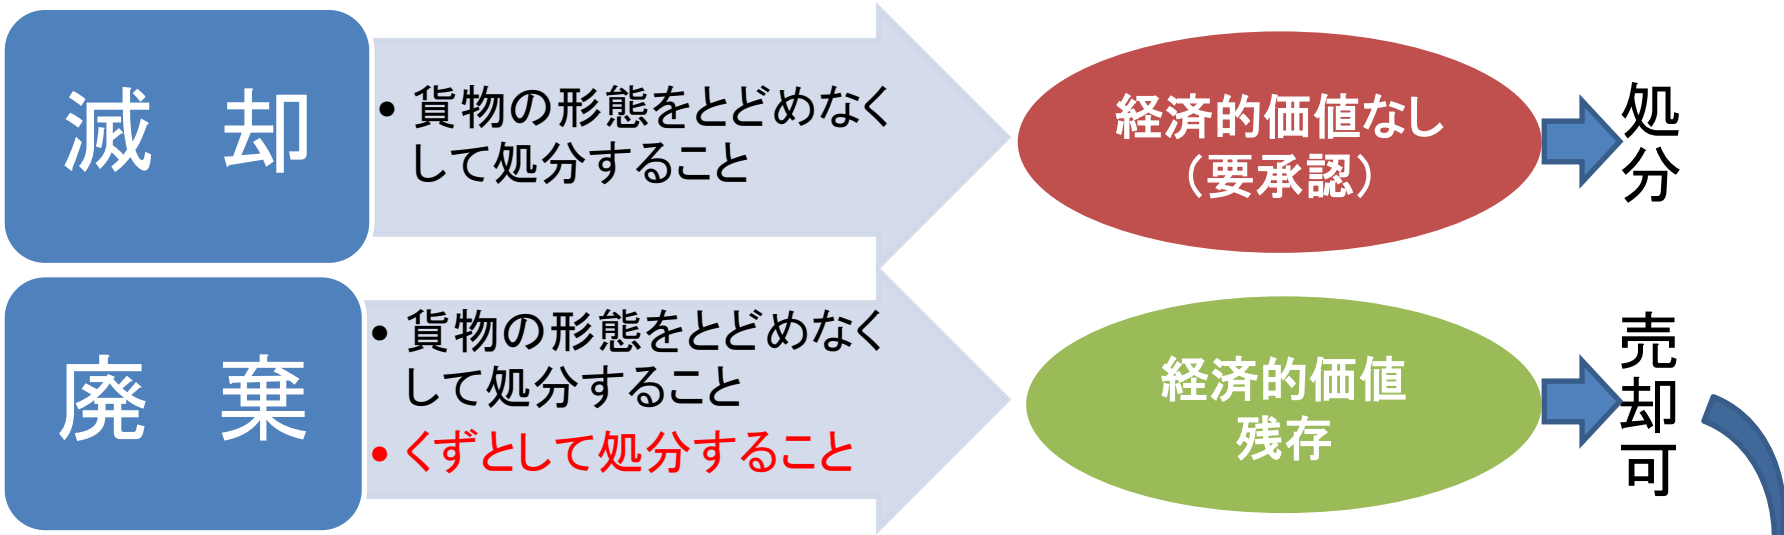 滅 却
• 貨物の形態をとどめなく
して処分すること
経済的価値なし
（要承認）
処分
廃 棄
• 貨物の形態をとどめなく
して処分すること
• くずとして処分すること
経済的価値
残存
売却可